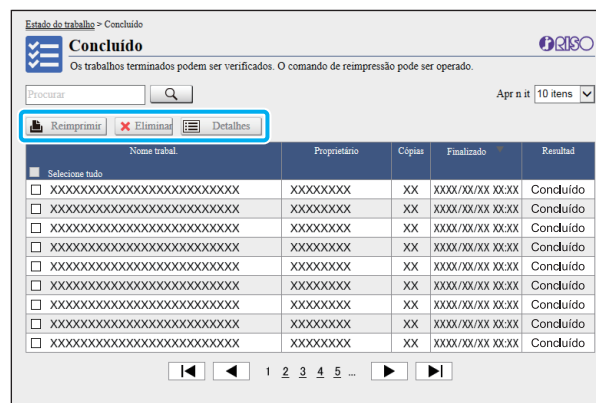 Estado do trabalho > Concluído
Concluído
RISO
Os trabalhos terminados podem ser verificados. O comando de reimpressão pode ser operado.
Procurar
Apr n it 10 itens
Reimprimir Eliminar Detalhes
Nome trabal. Proprietário Cópias Finalizado Resultad
Selecione tudo
XXXXXXXXXXXXXXXXXXXXXXXXX XXXXXXXX XX XXXX/XX/XX XX:XX Concluído
XXXXXXXXXXXXXXXXXXXXXXXXX XXXXXXXX XX XXXX/XX/XX XX:XX Concluído
XXXXXXXXXXXXXXXXXXXXXXXXX XXXXXXXX XX XXXX/XX/XX XX:XX Concluído
XXXXXXXXXXXXXXXXXXXXXXXXX XXXXXXXX XX XXXX/XX/XX XX:XX Concluído
XXXXXXXXXXXXXXXXXXXXXXXXX XXXXXXXX XX XXXX/XX/XX XX:XX Concluído
XXXXXXXXXXXXXXXXXXXXXXXXX XXXXXXXX XX XXXX/XX/XX XX:XX Concluído
XXXXXXXXXXXXXXXXXXXXXXXXX XXXXXXXX XX XXXX/XX/XX XX:XX Concluído
XXXXXXXXXXXXXXXXXXXXXXXXX XXXXXXXX XX XXXX/XX/XX XX:XX Concluído
XXXXXXXXXXXXXXXXXXXXXXXXX XXXXXXXX XX XXXX/XX/XX XX:XX Concluído
1 2 3 4 5 ...